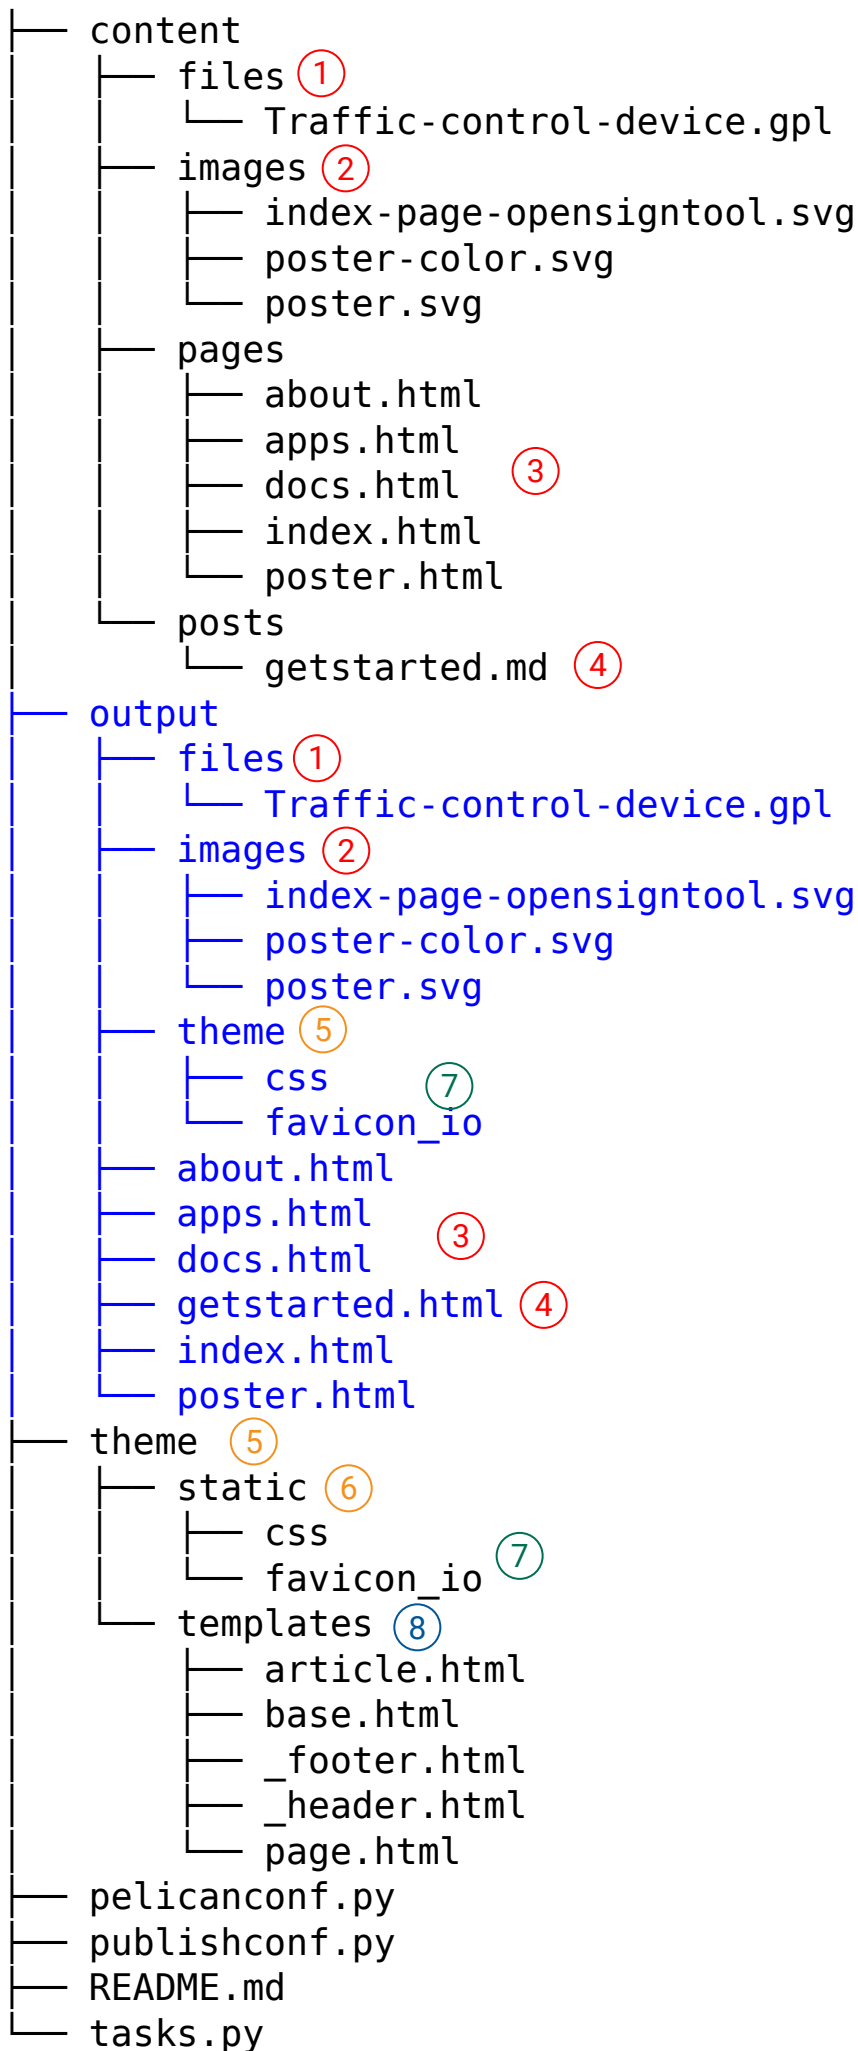 ├── content
│   ├── files ①
│   │   └── Traffic-control-device.gpl
│   ├── images ②
│   │   ├── index-page-opensigntool.svg
│   │   ├── poster-color.svg
│   │   └── poster.svg
│   ├── pages
│   │   ├── about.html
│   │   ├── apps.html
│   │   ├── docs.html ③
│   │   ├── index.html
│   │   └── poster.html
│   └── posts
│       └── getstarted.md ④
├── output
│   ├── files ①
│   │   └── Traffic-control-device.gpl
│   ├── images ②
│   │   ├── index-page-opensigntool.svg
│   │   ├── poster-color.svg
│   │   └── poster.svg
│   ├── theme ⑤
│   │   ├── css ⑦
│   │   └── favicon_io
│   ├── about.html
│   ├── apps.html ③
│   ├── docs.html
│   ├── getstarted.html ④
│   ├── index.html
│   └── poster.html
├── theme ⑤
│   ├── static ⑥
│   │   ├── css
│   │   └── favicon_io ⑦
│   └── templates ⑧
│       ├── article.html
│       ├── base.html
│       ├── _footer.html
│       ├── _header.html
│       └── page.html
├── pelicanconf.py
├── publishconf.py
├── README.md
└── tasks.py